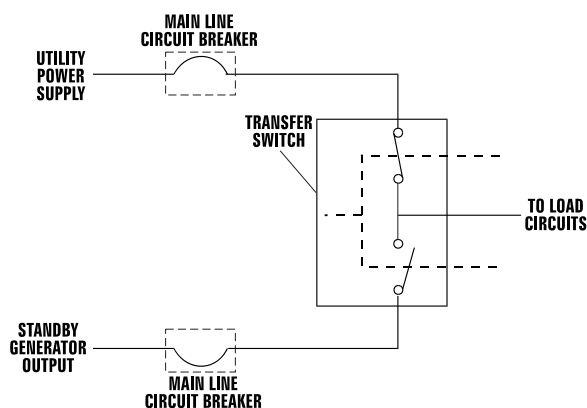 MAIN LINE
CIRCUIT BREAKER
UTILITY
POWER
SUPPLY
TRANSFER
SWITCH
TO LOAD
CIRCUITS
STANDBY
GENERATOR
OUTPUT
MAIN LINE
CIRCUIT BREAKER